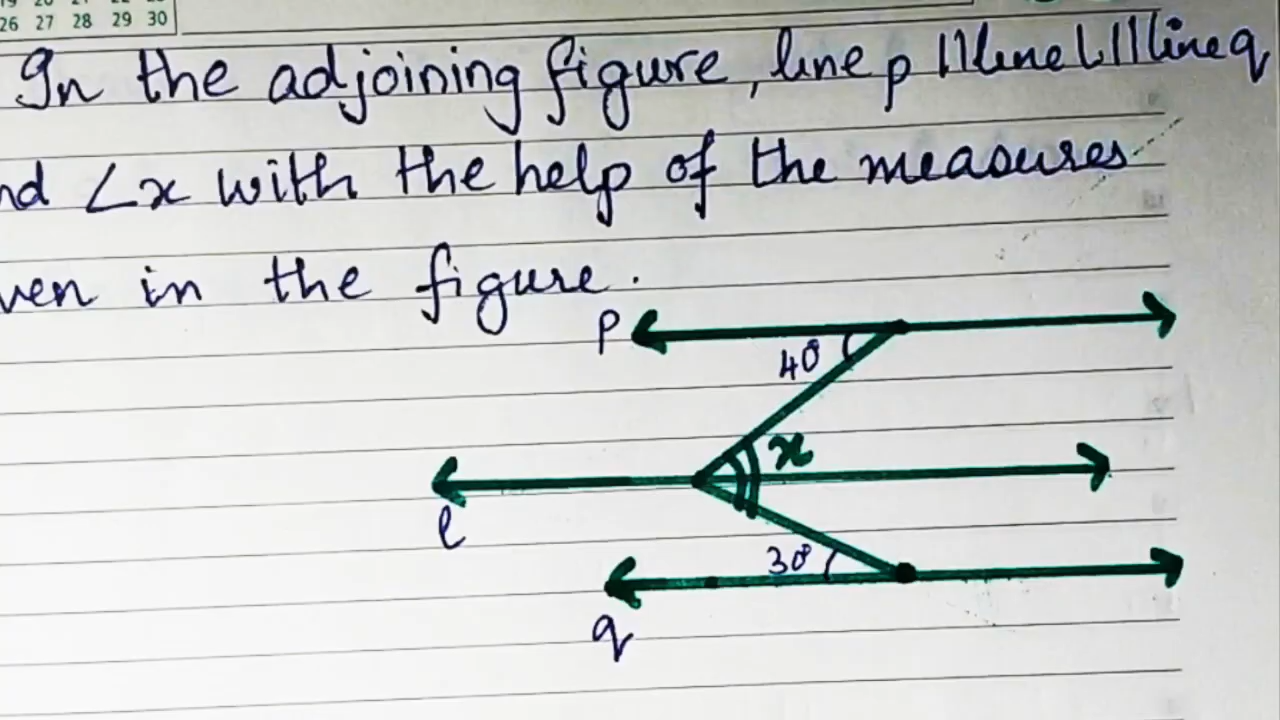 26 27 28 29 30
In the adjoining figure, line p || line l || line q
nd ∠x with the help of the measures
ven in the figure.
p
40°
x
l
30°
q